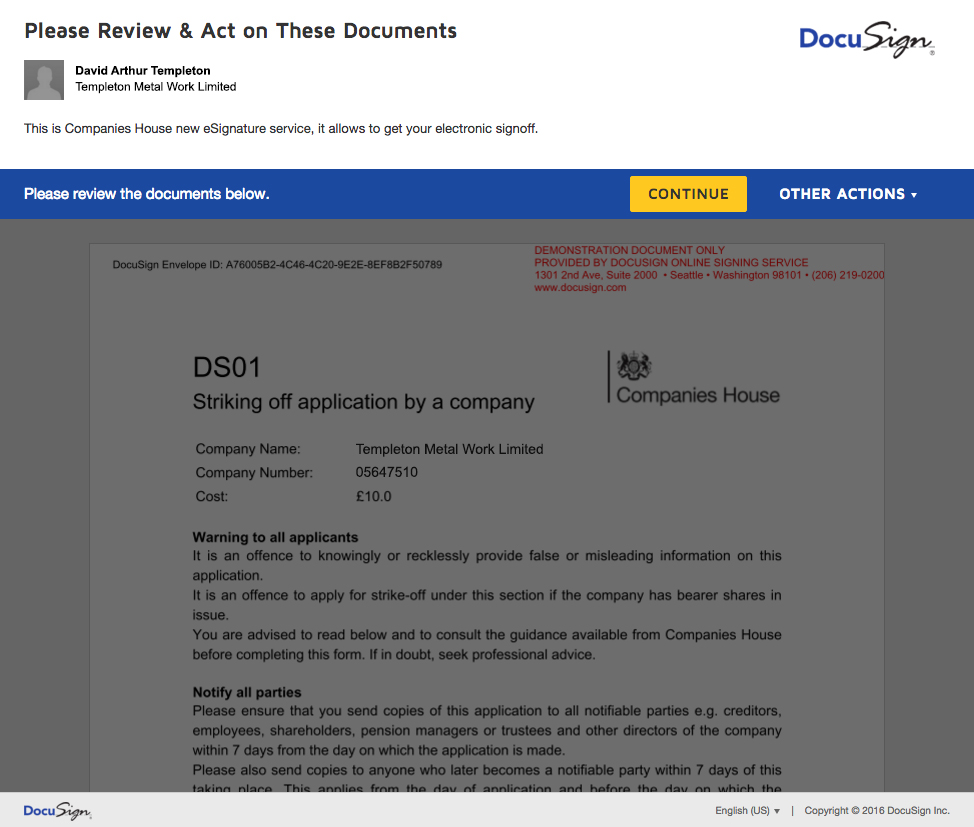 Please Review & Act on These Documents
DocuSign®
David Arthur Templeton
Templeton Metal Work Limited
This is Companies House new eSignature service, it allows to get your electronic signoff.
Please review the documents below.
CONTINUE
OTHER ACTIONS ▾
DocuSign Envelope ID: A76005B2-4C46-4C20-9E2E-8EF8B2F50789
DEMONSTRATION DOCUMENT ONLY
PROVIDED BY DOCUSIGN ONLINE SIGNING SERVICE
1301 2nd Ave, Suite 2000 • Seattle • Washington 98101 • (206) 219-0200
www.docusign.com
DS01
Striking off application by a company
Companies House
Company Name: Templeton Metal Work Limited
Company Number: 05647510
Cost: £10.0
Warning to all applicants
It is an offence to knowingly or recklessly provide false or misleading information on this
application.
It is an offence to apply for strike-off under this section if the company has bearer shares in
issue.
You are advised to read below and to consult the guidance available from Companies House
before completing this form. If in doubt, seek professional advice.
Notify all parties
Please ensure that you send copies of this application to all notifiable parties e.g. creditors,
employees, shareholders, pension managers or trustees and other directors of the company
within 7 days from the day on which the application is made.
Please also send copies to anyone who later becomes a notifiable party within 7 days of this
taking place. This applies from the day of application and before the day on which the
DocuSign
English (US) ▾ | Copyright © 2016 DocuSign Inc.